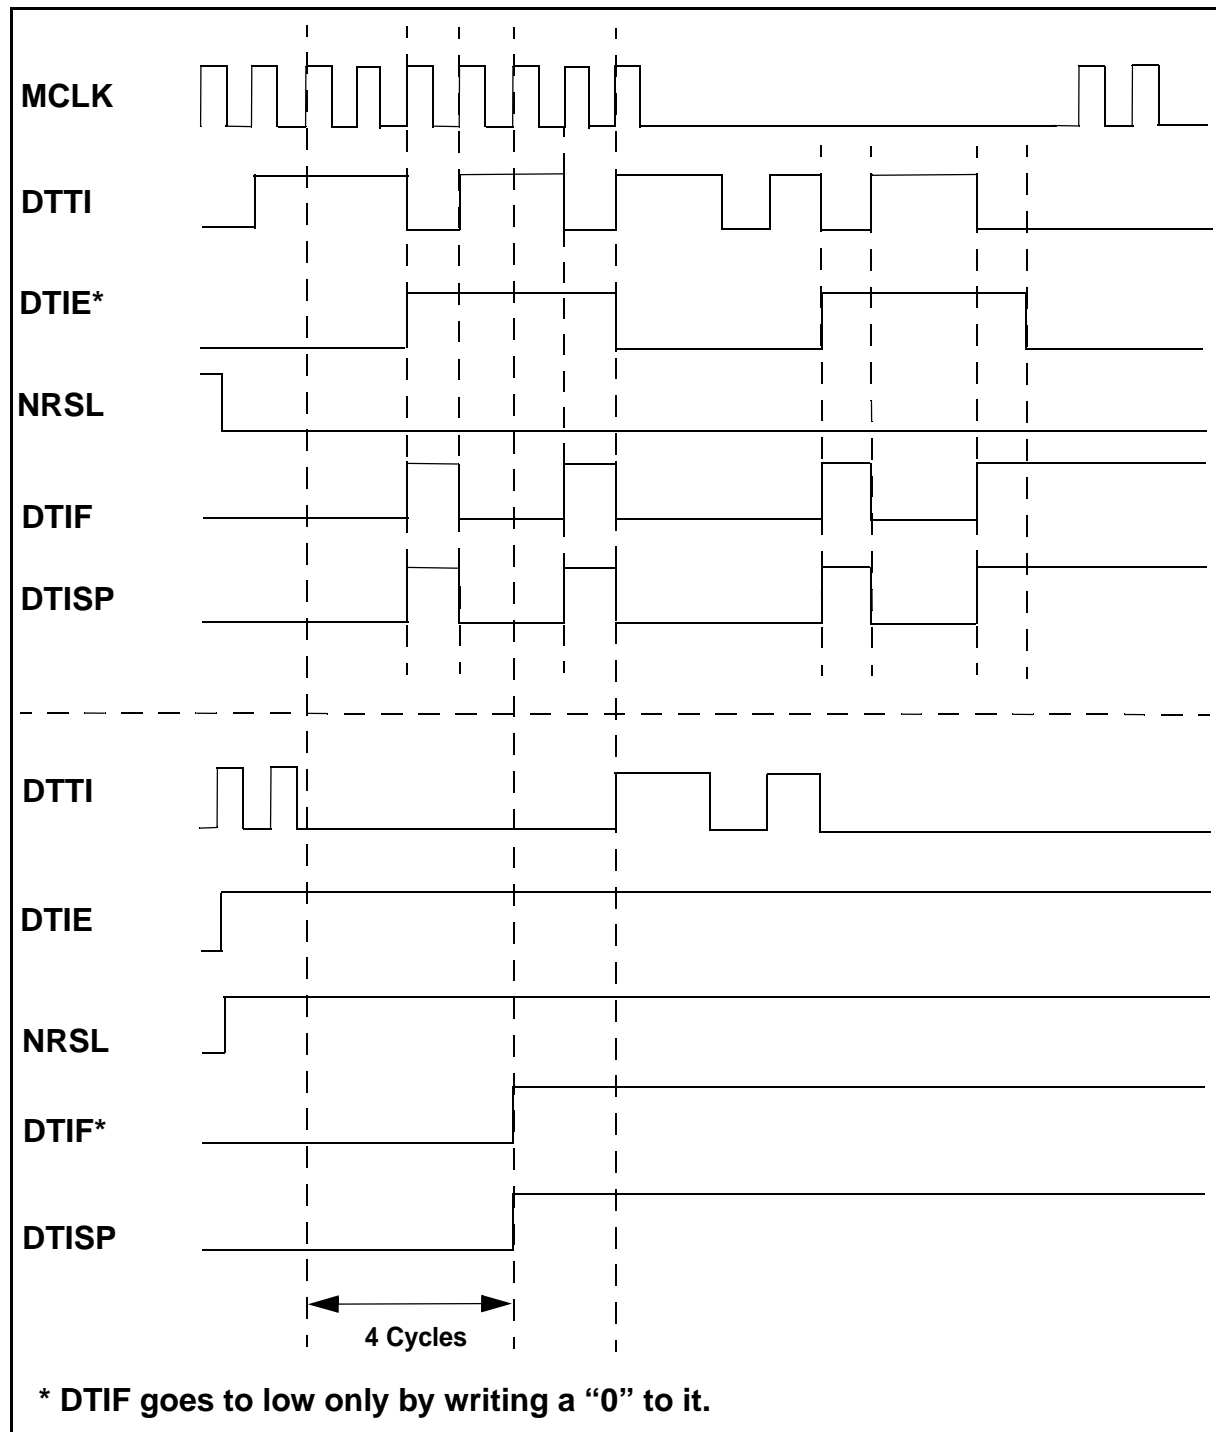 MCLK
DTTI
DTIE*
NRSL
DTIF
DTISP
DTTI
DTIE
NRSL
DTIF*
DTISP
4 Cycles
* DTIF goes to low only by writing a “0” to it.